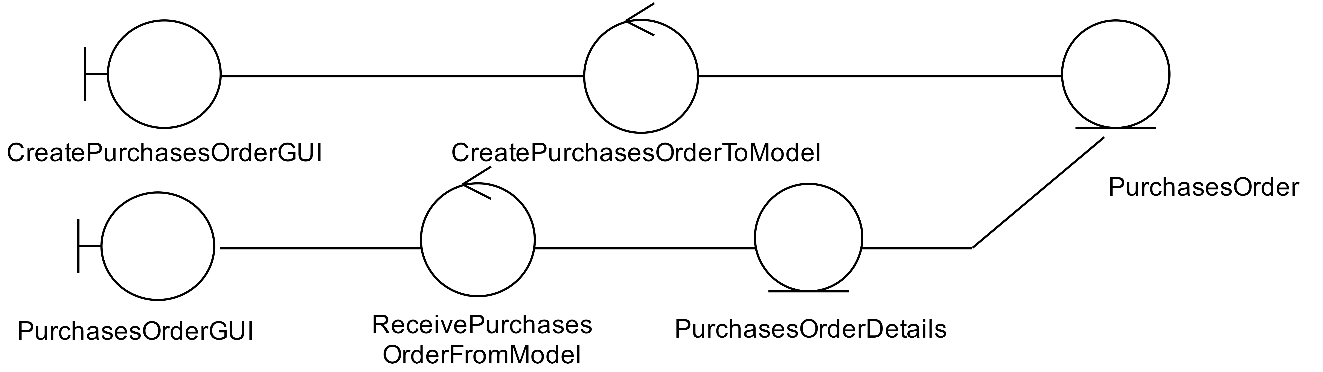 CreatePurchasesOrderGUI
CreatePurchasesOrderToModel
PurchasesOrder
PurchasesOrderGUI
ReceivePurchases
OrderFromModel
PurchasesOrderDetails